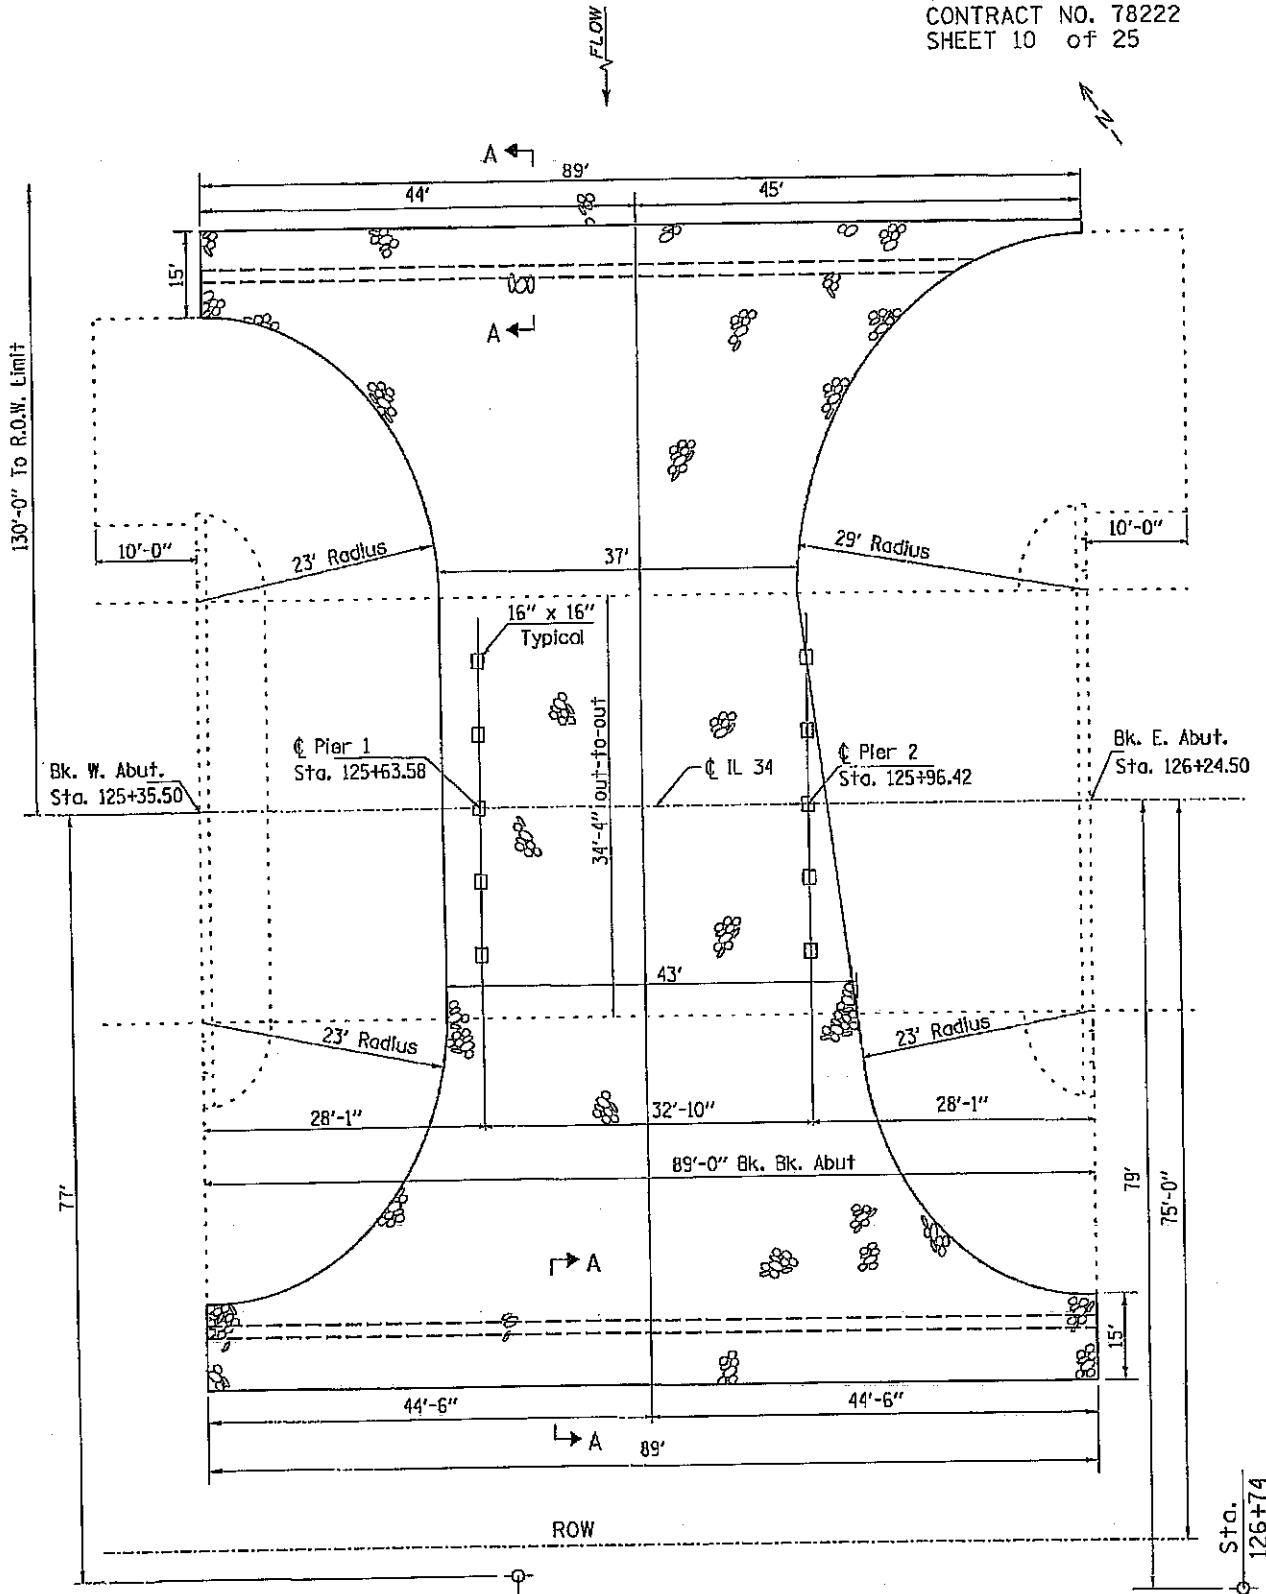 CONTRACT NO. 78222
SHEET 10 of 25
FLOW
N
A
89'
44'
45'
15'
A
130'-0" To R.O.W. Limit
10'-0"
23' Radius
37'
29' Radius
10'-0"
16" x 16"
Typical
34'-4" out-to-out
℄ Pier 1
Sta. 125+63.58
℄ IL 34
℄ Pier 2
Sta. 125+96.42
Bk. W. Abut.
Sta. 125+35.50
Bk. E. Abut.
Sta. 126+24.50
43'
23' Radius
23' Radius
28'-1"
32'-10"
28'-1"
89'-0" Bk. Bk. Abut
77'
79'
75'-0"
A
15'
44'-6"
44'-6"
A
89'
ROW
Sta.
126+74